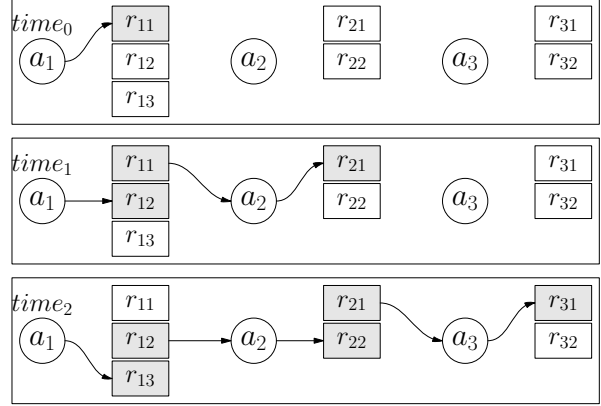 time₀ r₁₁ r₂₁ r₃₁
a₁ r₁₂ a₂ r₂₂ a₃ r₃₂
r₁₃
time₁ r₁₁ r₂₁ r₃₁
a₁ r₁₂ a₂ r₂₂ a₃ r₃₂
r₁₃
time₂ r₁₁ r₂₁ r₃₁
a₁ r₁₂ a₂ r₂₂ a₃ r₃₂
r₁₃